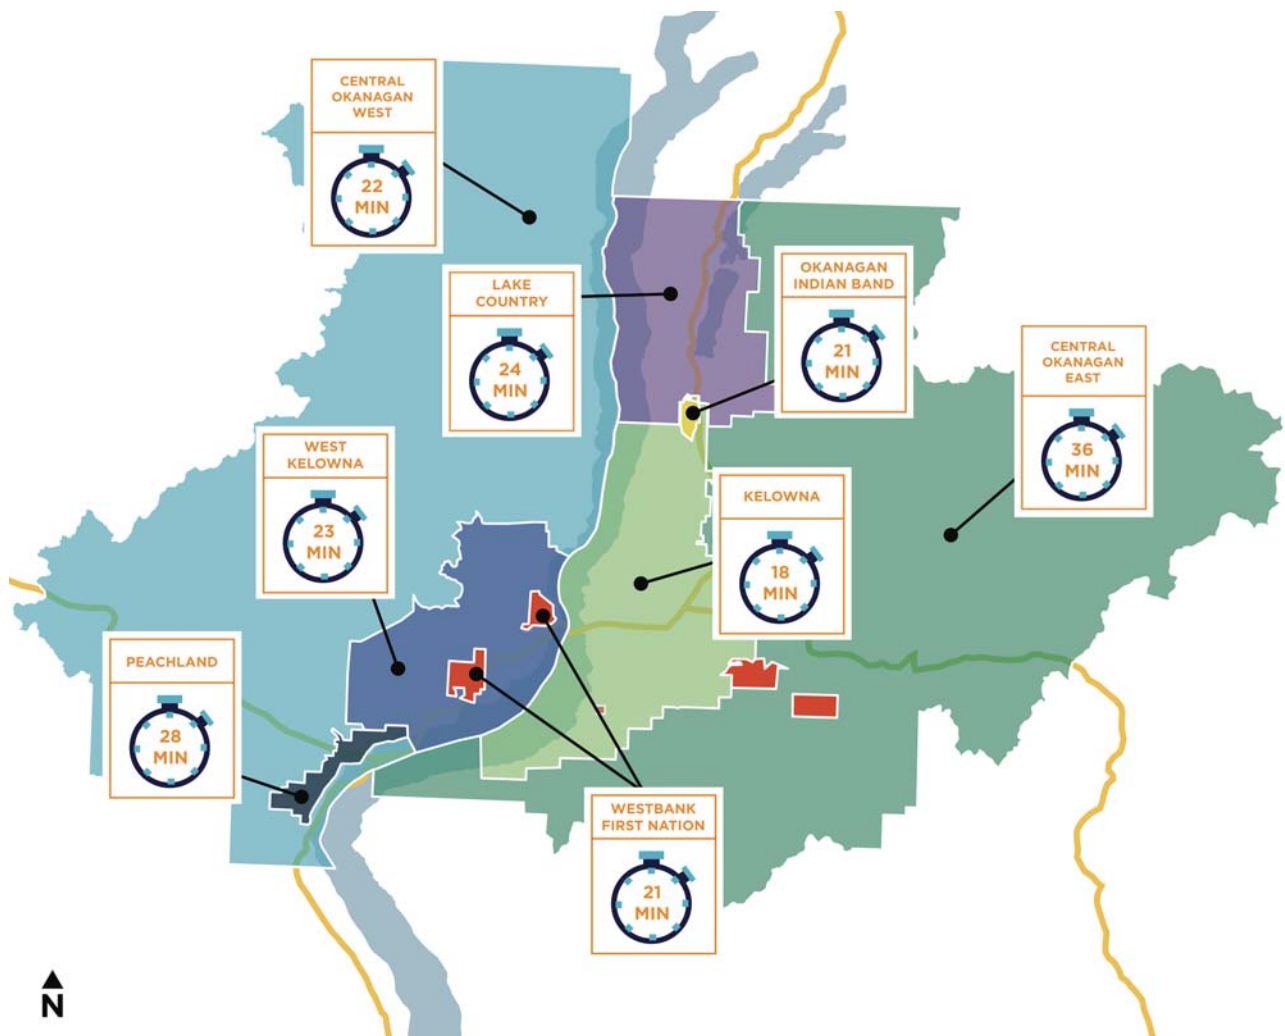 CENTRAL
OKANAGAN
WEST
22
MIN
LAKE
COUNTRY
24
MIN
OKANAGAN
INDIAN BAND
21
MIN
CENTRAL
OKANAGAN
EAST
36
MIN
WEST
KELOWNA
23
MIN
KELOWNA
18
MIN
PEACHLAND
28
MIN
WESTBANK
FIRST NATION
21
MIN
N